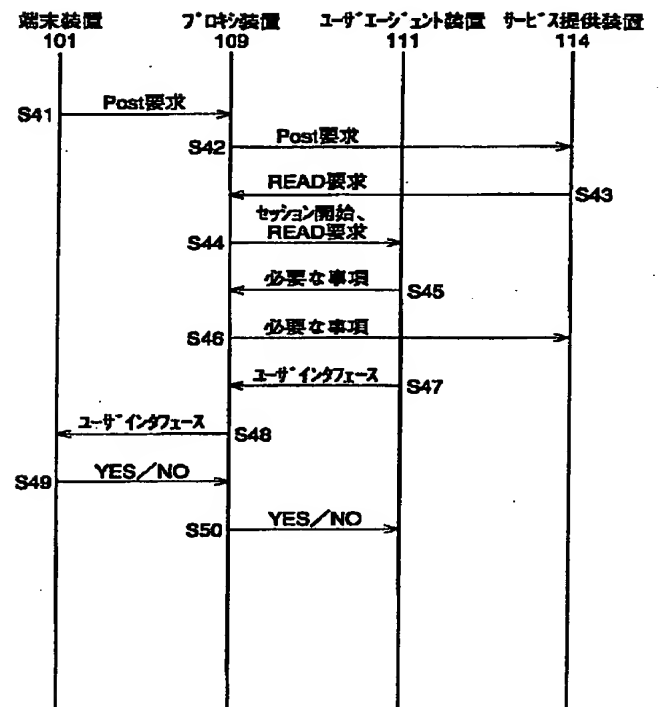 端末装置 プロキシ装置 ユーザエージェント装置 サービス提供装置
101 109 111 114
S41 Post要求
S42 Post要求
READ要求 S43
セッション開始、
S44 READ要求
必要な事項 S45
S46 必要な事項
ユーザインタフェース S47
ユーザインタフェース S48
S49 YES/NO
S50 YES/NO